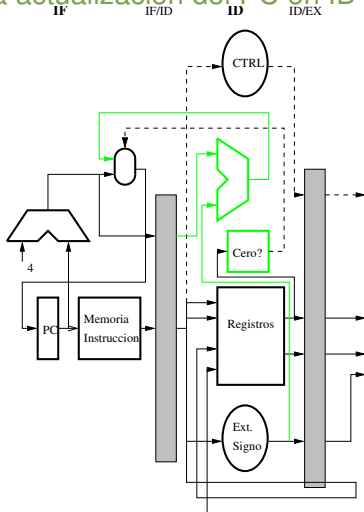 actualización del PC en ID
IF IF/ID ID ID/EX
CTRL
Cero?
4
PC
Memoria
Instruccion
Registros
Ext.
Signo